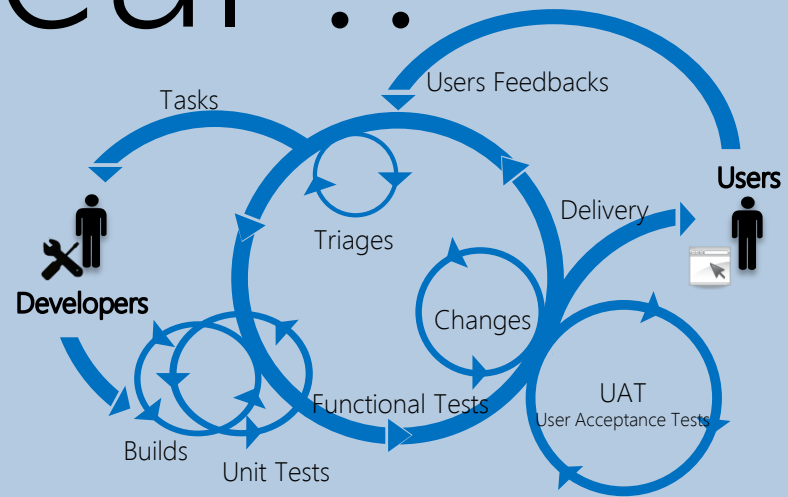 Users Feedbacks
Tasks
Users
Delivery
Triages
Developers
Changes
UAT
User Acceptance Tests
Functional Tests
Builds
Unit Tests